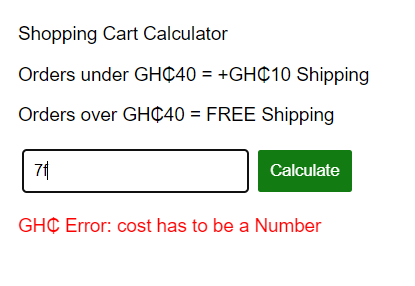 Shopping Cart Calculator
Orders under GH₵40 = +GH₵10 Shipping
Orders over GH₵40 = FREE Shipping
7f
Calculate
GH₵ Error: cost has to be a Number